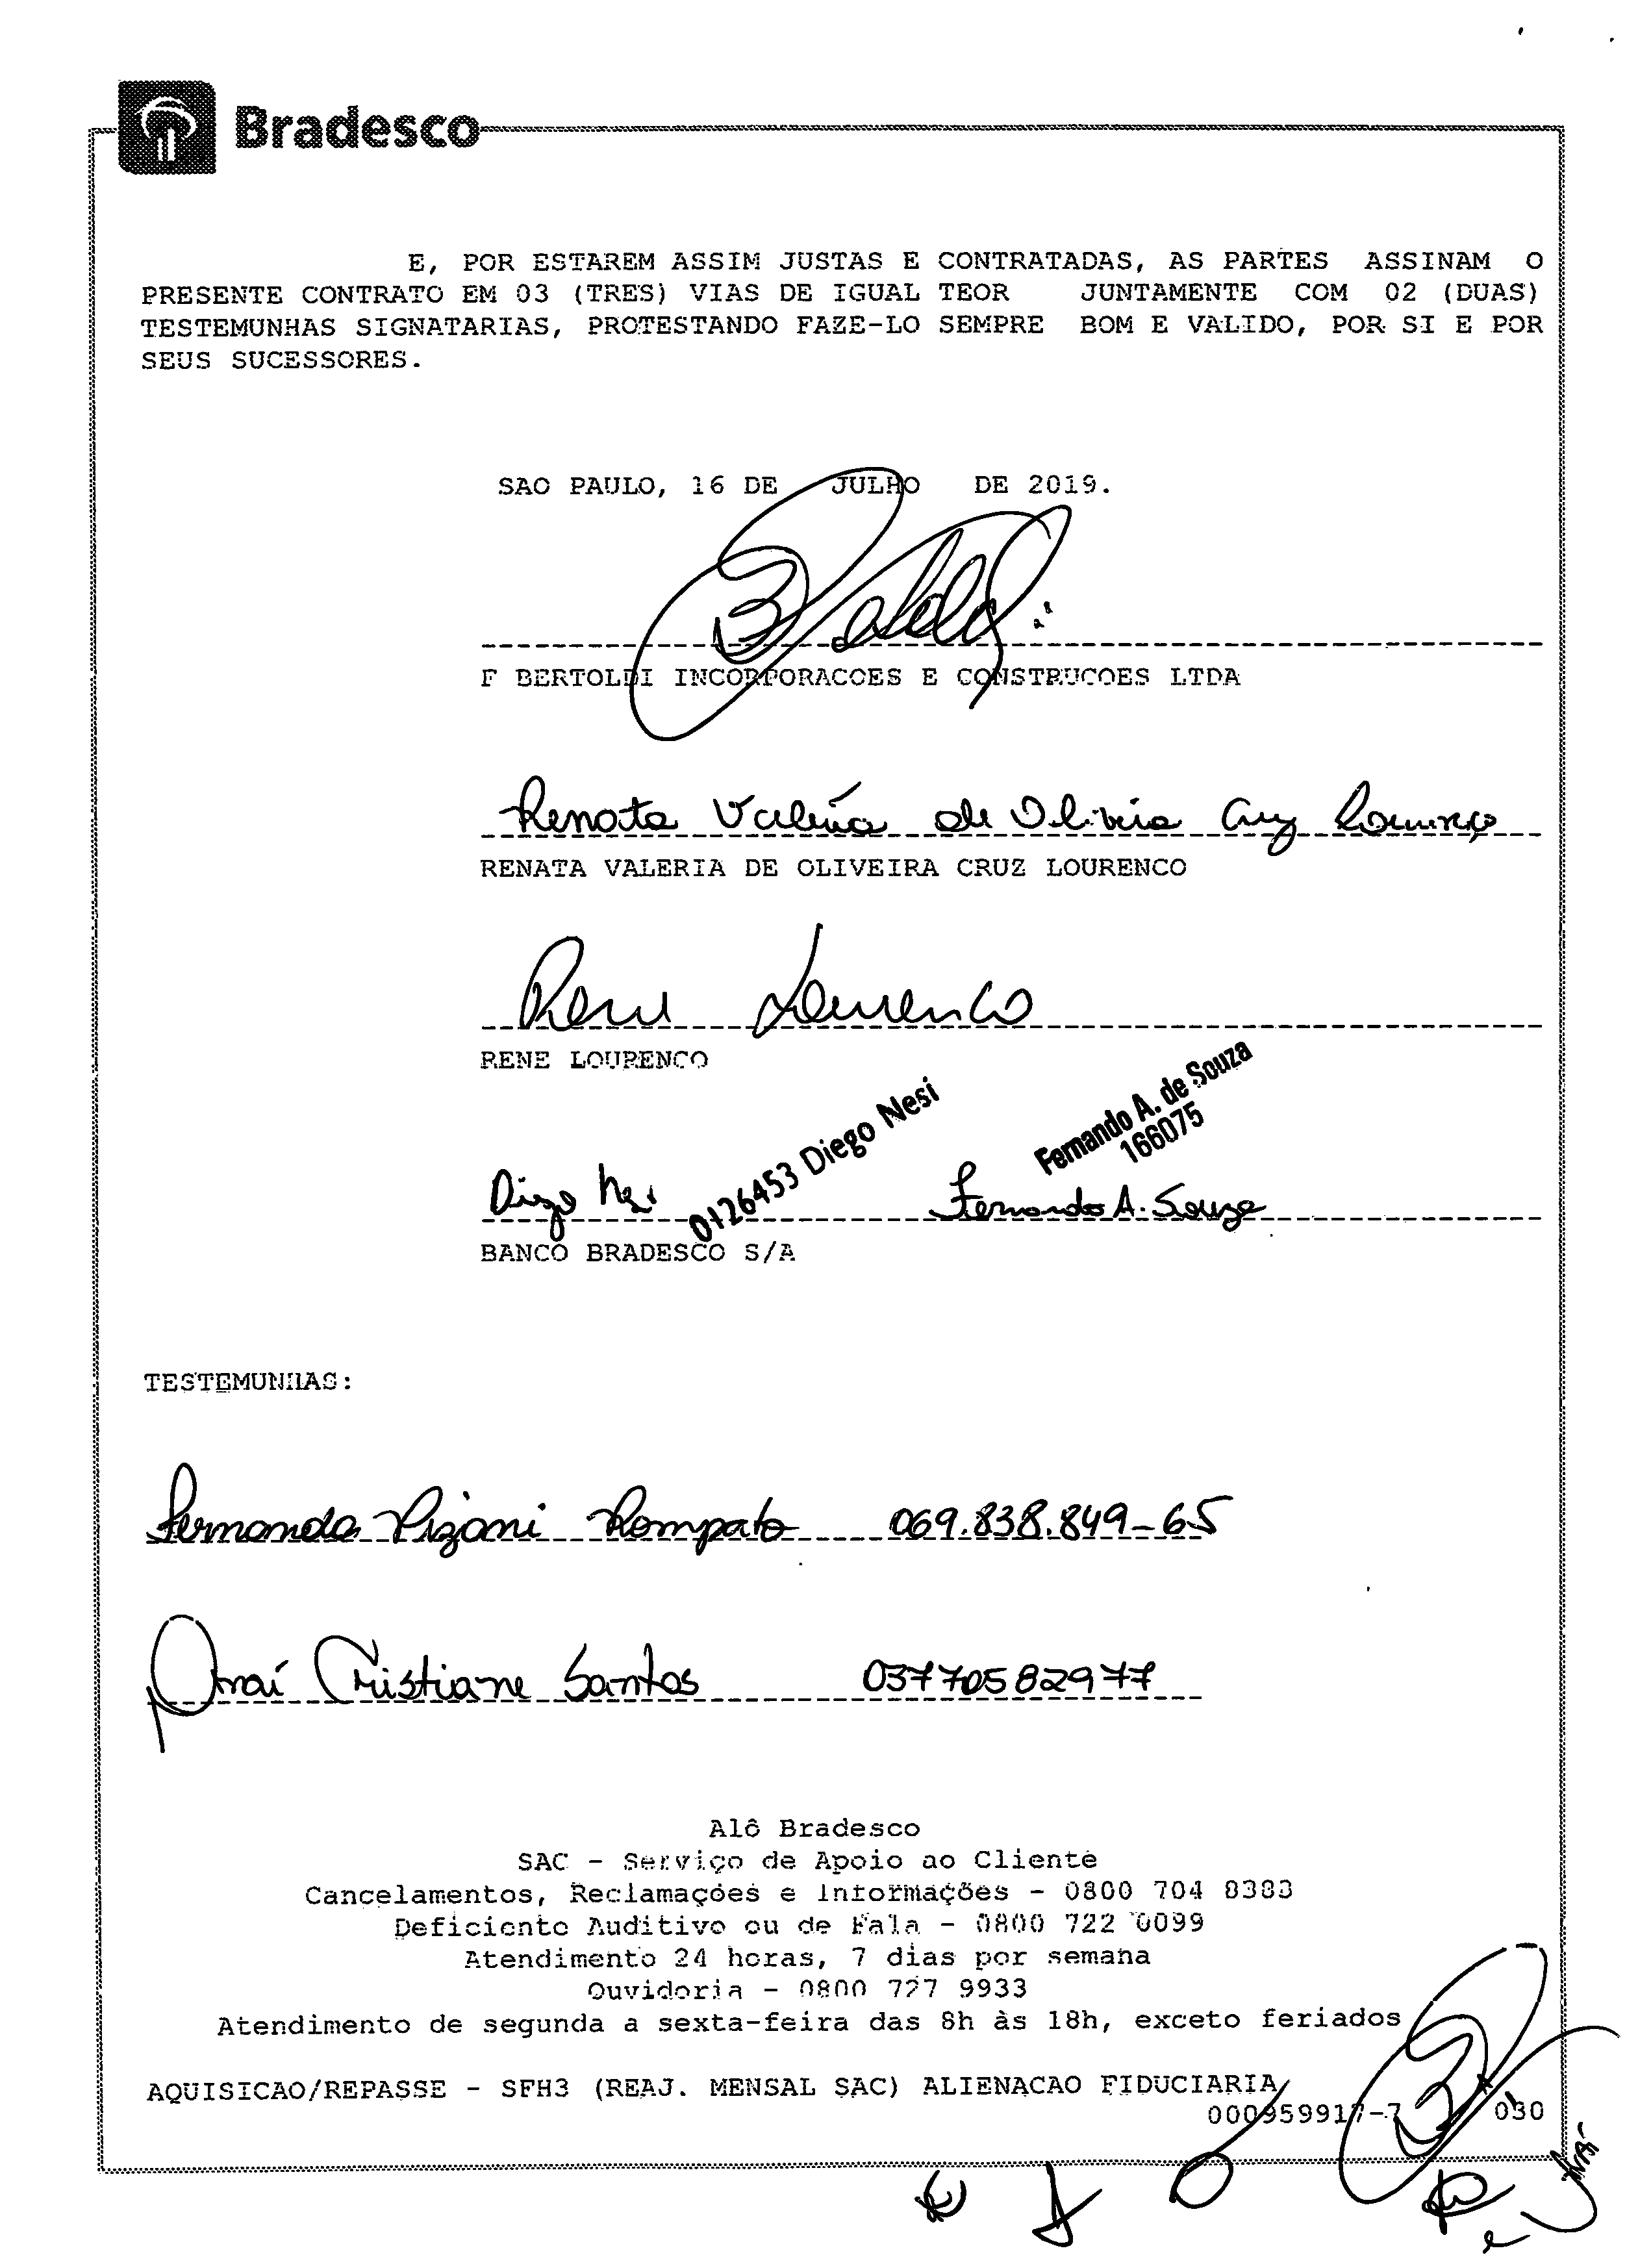 Bradesco
E, POR ESTAREM ASSIM JUSTAS E CONTRATADAS, AS PARTES ASSINAM O
PRESENTE CONTRATO EM 03 (TRES) VIAS DE IGUAL TEOR JUNTAMENTE COM 02 (DUAS)
TESTEMUNHAS SIGNATARIAS, PROTESTANDO FAZE-LO SEMPRE BOM E VALIDO, POR SI E POR
SEUS SUCESSORES.
SAO PAULO, 16 DE JULHO DE 2019.
F BERTOLDI INCORPORACOES E CONSTRUCOES LTDA
Renata Valéria de Oliveira Cruz Lourenço
RENATA VALERIA DE OLIVEIRA CRUZ LOURENCO
Rene Lourenco
RENE LOURENCO
0126453 Diego Nesi
Fernando A. de Souza
166075
Diego Nesi Fernando A. Souza
BANCO BRADESCO S/A
TESTEMUNHAS:
Fernanda Pizani Rompato 069.838.849-65
Anaí Cristiane Santos 03770582977
Alô Bradesco
SAC - Serviço de Apoio ao Cliente
Cancelamentos, Reclamações e Informações - 0800 704 8383
Deficiente Auditivo ou de Fala - 0800 722 0099
Atendimento 24 horas, 7 dias por semana
Ouvidoria - 0800 727 9933
Atendimento de segunda a sexta-feira das 8h às 18h, exceto feriados
AQUISICAO/REPASSE - SFH3 (REAJ. MENSAL SAC) ALIENACAO FIDUCIARIA
000959917-7 030